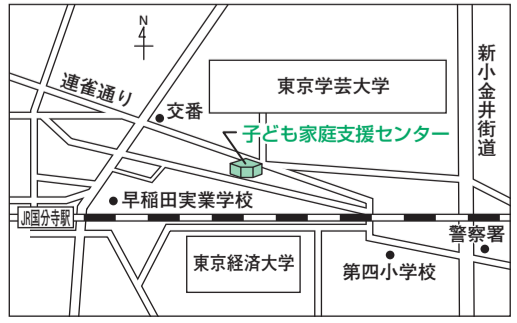 N
4
連雀通り
交番
東京学芸大学
新小金井街道
子ども家庭支援センター
早稲田実業学校
JR国分寺駅
東京経済大学
第四小学校
警察署